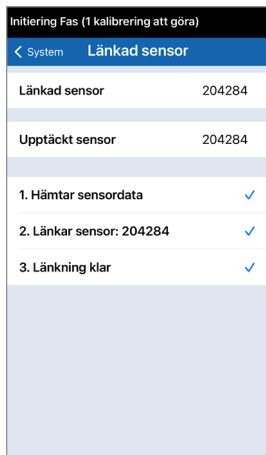 Initiering Fas (1 kalibrering att göra)
System Länkad sensor
Länkad sensor 204284
Upptäckt sensor 204284
1. Hämtar sensordata
2. Länkar sensor: 204284
3. Länkning klar